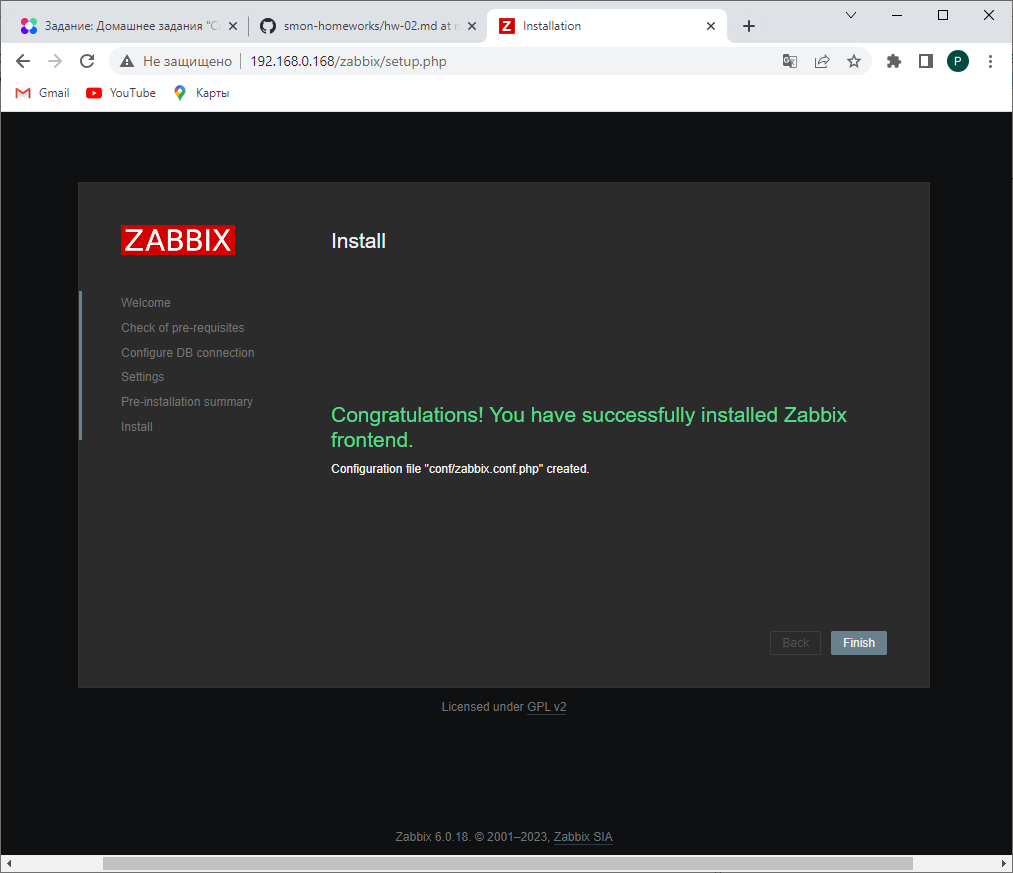 Задание: Домашнее задания "С
smon-homeworks/hw-02.md at
Installation
Не защищено
192.168.0.168/zabbix/setup.php
P
Gmail
YouTube
Карты
ZABBIX
Install
Welcome
Check of pre-requisites
Configure DB connection
Settings
Pre-installation summary
Install
Congratulations! You have successfully installed Zabbix
frontend.
Configuration file "conf/zabbix.conf.php" created.
Back
Finish
Licensed under GPL v2
Zabbix 6.0.18. © 2001–2023, Zabbix SIA